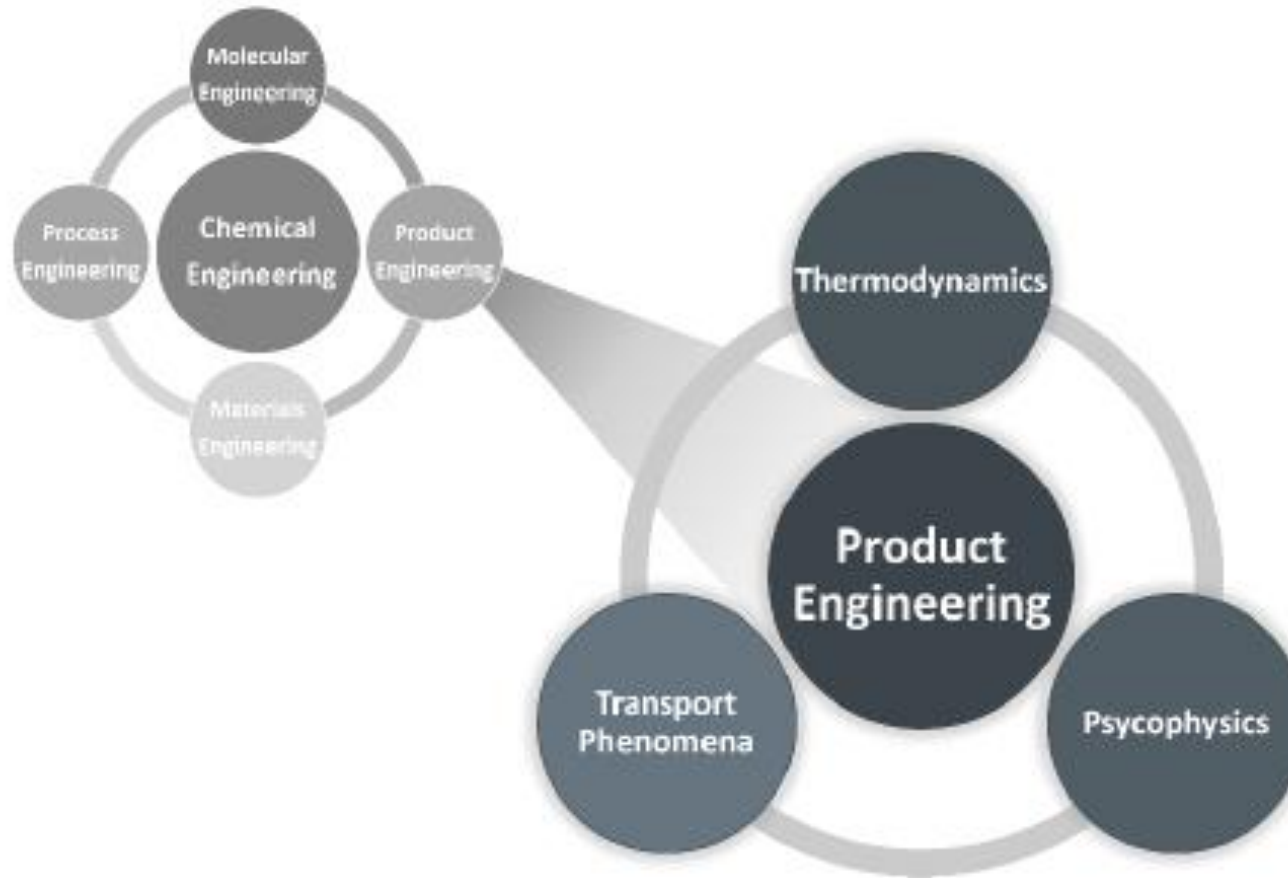 Molecular
Engineering
Process
Engineering
Chemical
Engineering
Product
Engineering
Materials
Engineering
Thermodynamics
Product
Engineering
Transport
Phenomena
Psycophysics